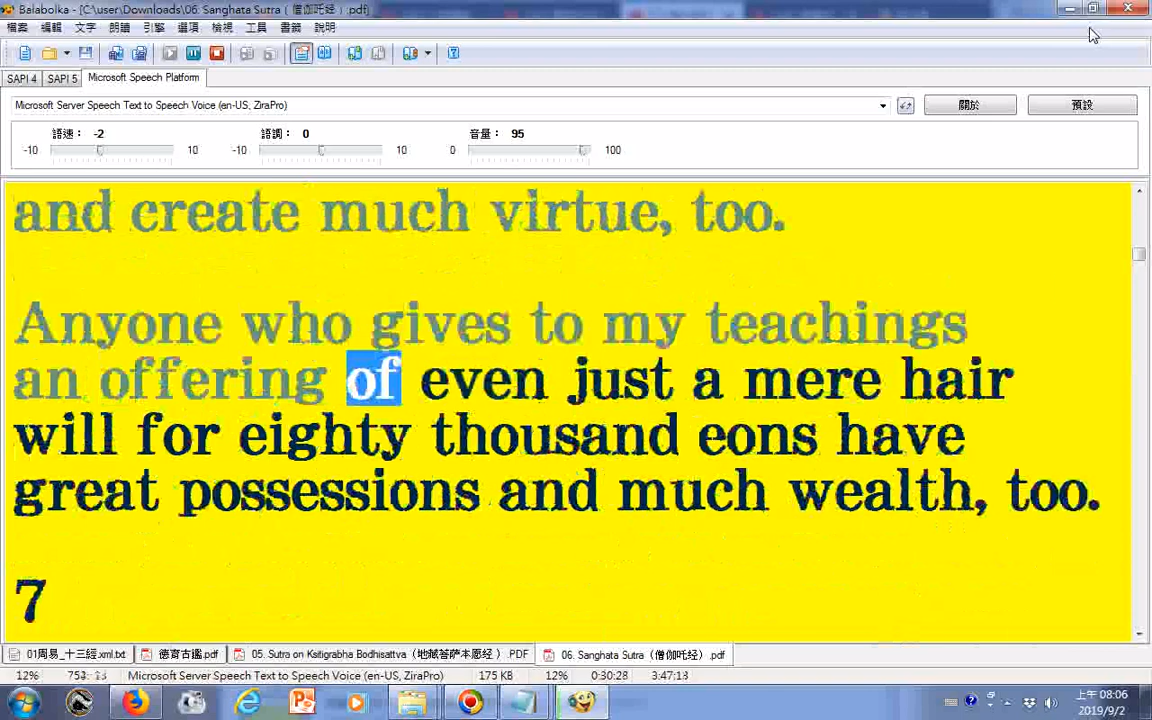 Balabolka - [C:\user\Downloads\06. Sanghata Sutra（僧伽吒经）.pdf]
檔案 編輯 文字 朗讀 引擎 選項 檢視 工具 書籤 說明
SAPI 4 SAPI 5 Microsoft Speech Platform
Microsoft Server Speech Text to Speech Voice (en-US, ZiraPro) 關於 預設
語速： -2 語調： 0 音量： 95
-10 10 -10 10 0 100
and create much virtue, too.
Anyone who gives to my teachings
an offering of even just a mere hair
will for eighty thousand eons have
great possessions and much wealth, too.
7
01周易_十三經.xml.txt 德育古鑑.pdf 05. Sutra on Ksitigrabha Bodhisattva（地藏菩萨本愿经）.PDF 06. Sanghata Sutra（僧伽吒经）.pdf
12% Microsoft Server Speech Text to Speech Voice (en-US, ZiraPro) 175 KB 12% 0:30:28 3:47:13
上午 08:06
2019/9/2